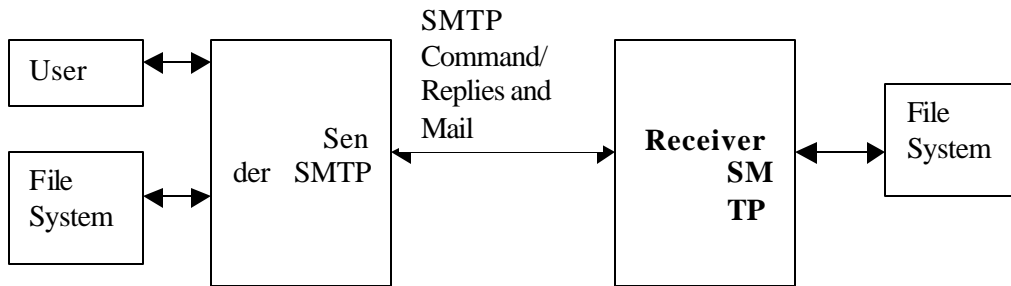 User
File
System
Sen
der SMTP
SMTP
Command/
Replies and
Mail
Receiver
SM
TP
File
System